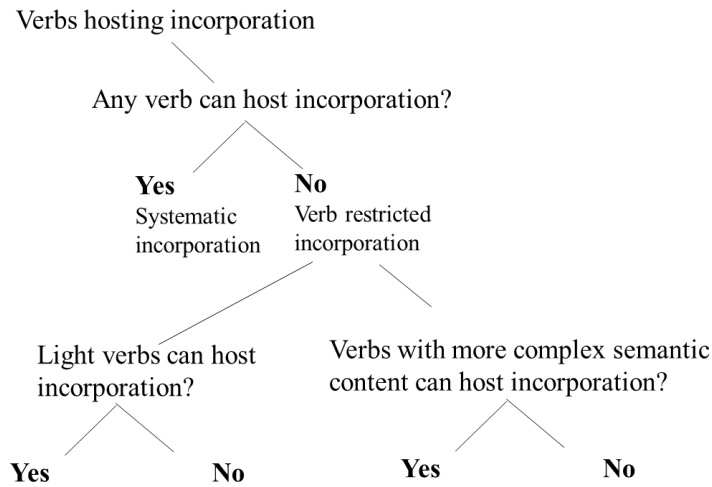 Verbs hosting incorporation
Any verb can host incorporation?
Yes
Systematic
incorporation
No
Verb restricted
incorporation
Light verbs can host
incorporation?
Verbs with more complex semantic
content can host incorporation?
Yes
No
Yes
No